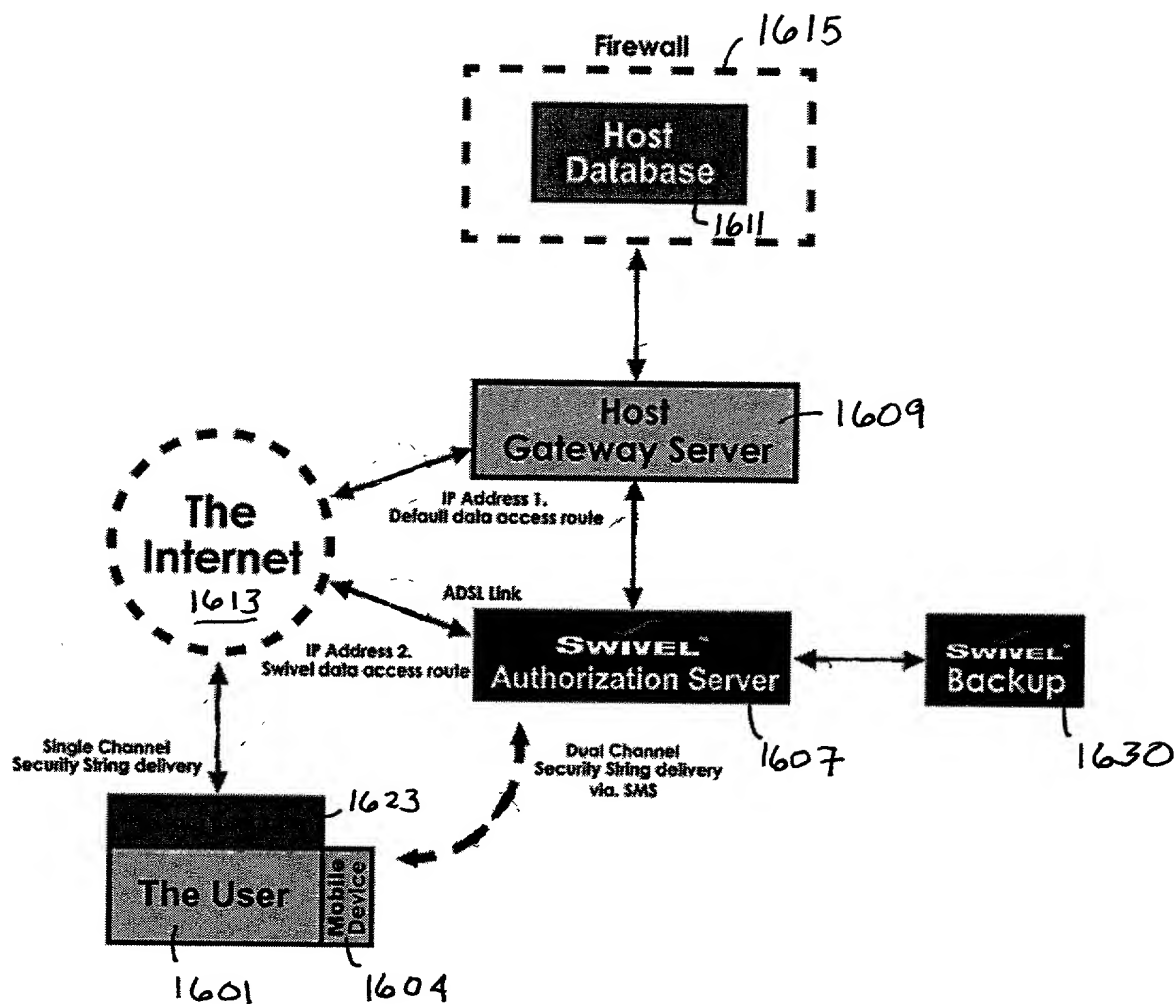 1615
Firewall
Host
Database
1611
Host
Gateway Server
1609
The
Internet
1613
IP Address 1.
Default data access route
ADSL Link
IP Address 2.
Swivel data access route
SWIVEL™
Authorization Server
1607
SWIVEL™
Backup
1630
Single Channel
Security String delivery
Dual Channel
Security String delivery
via. SMS
1623
The User
Mobile
Device
1601
1604